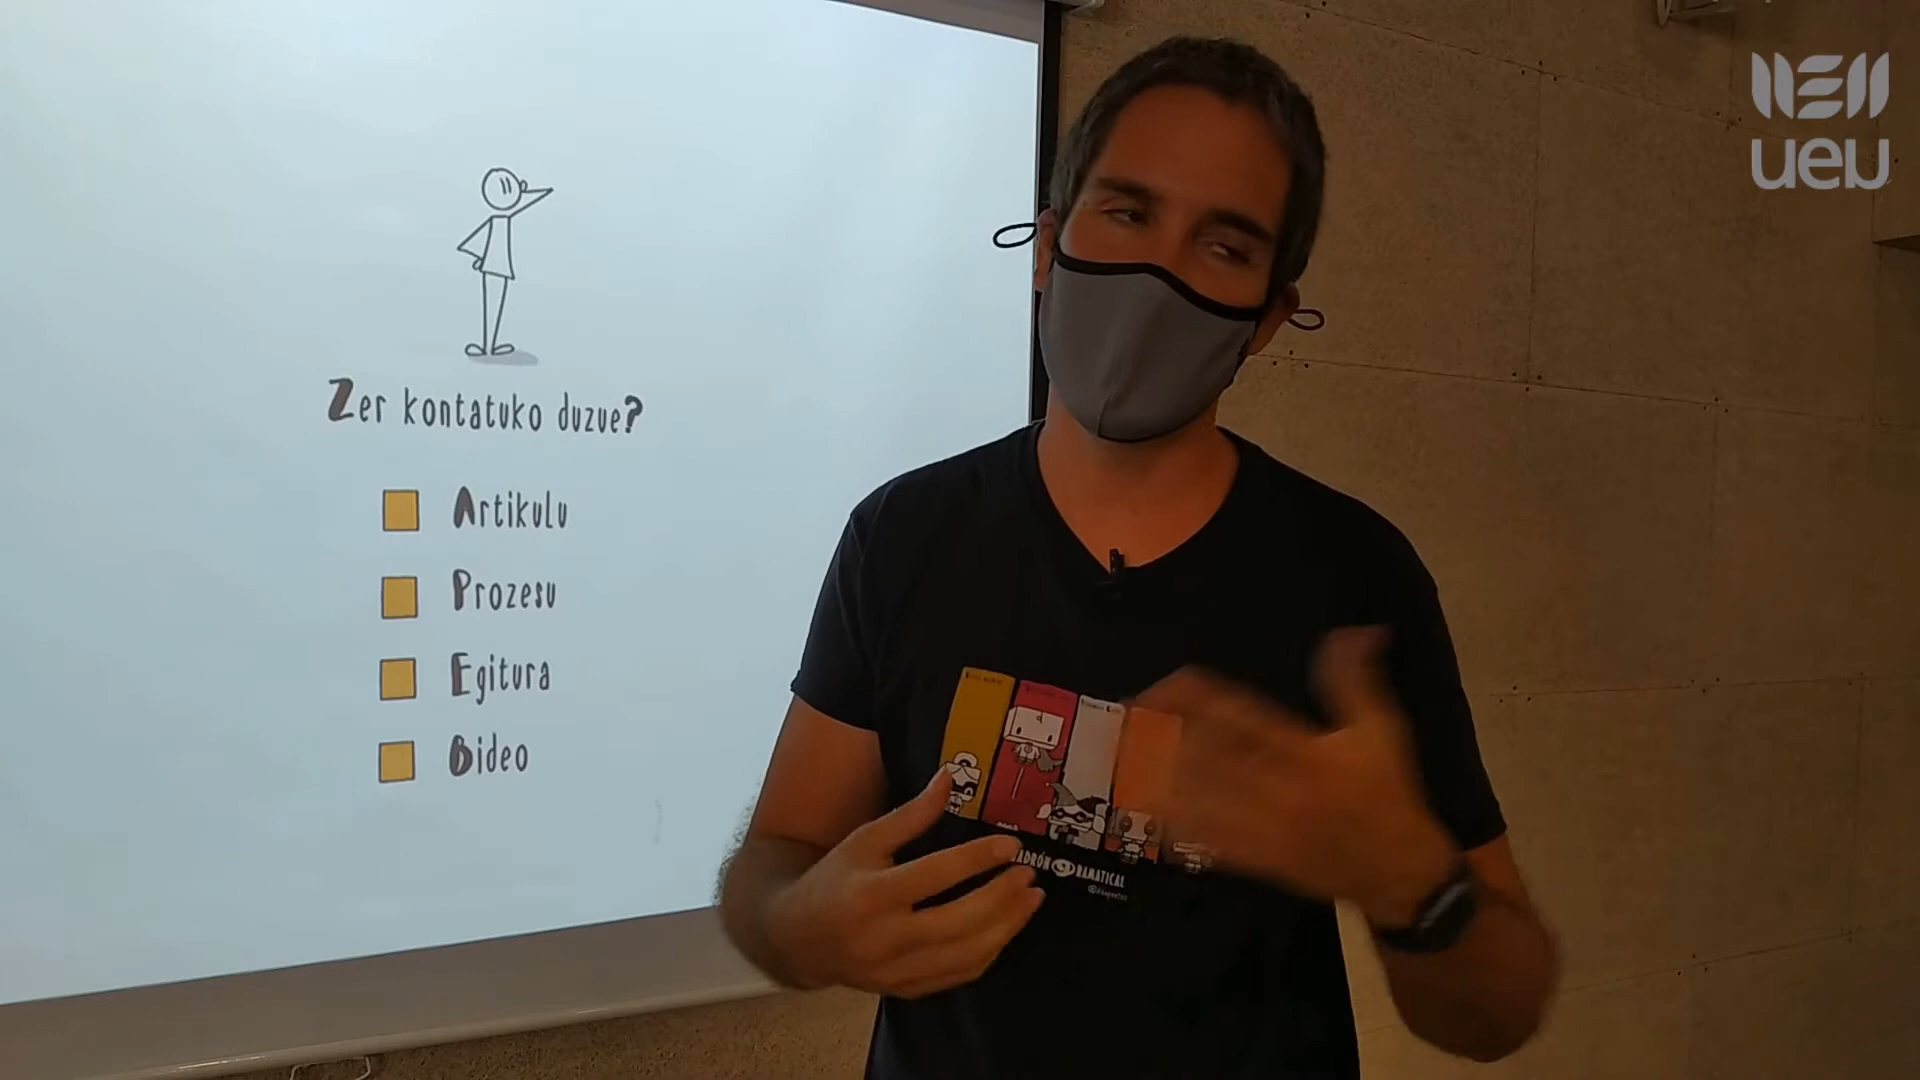 Zer kontatuko duzue?
Artikulu
Prozesu
Egitura
Bideo
ueu